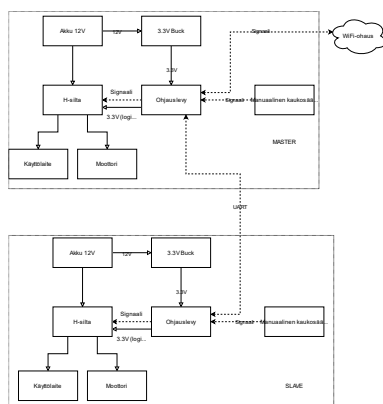 Akku 12V
12V
3.3V Buck
Signaali
WiFi-ohaus
3.3V
Signaali
H-silta
Ohjauslevy
Signaali
Manuaalinen kaukosää...
3.3V (logi...
MASTER
Käyttölaite
Moottori
UART
Akku 12V
12V
3.3V Buck
3.3V
Signaali
H-silta
Ohjauslevy
Signaali
Manuaalinen kaukosää...
3.3V (logi...
Käyttölaite
Moottori
SLAVE